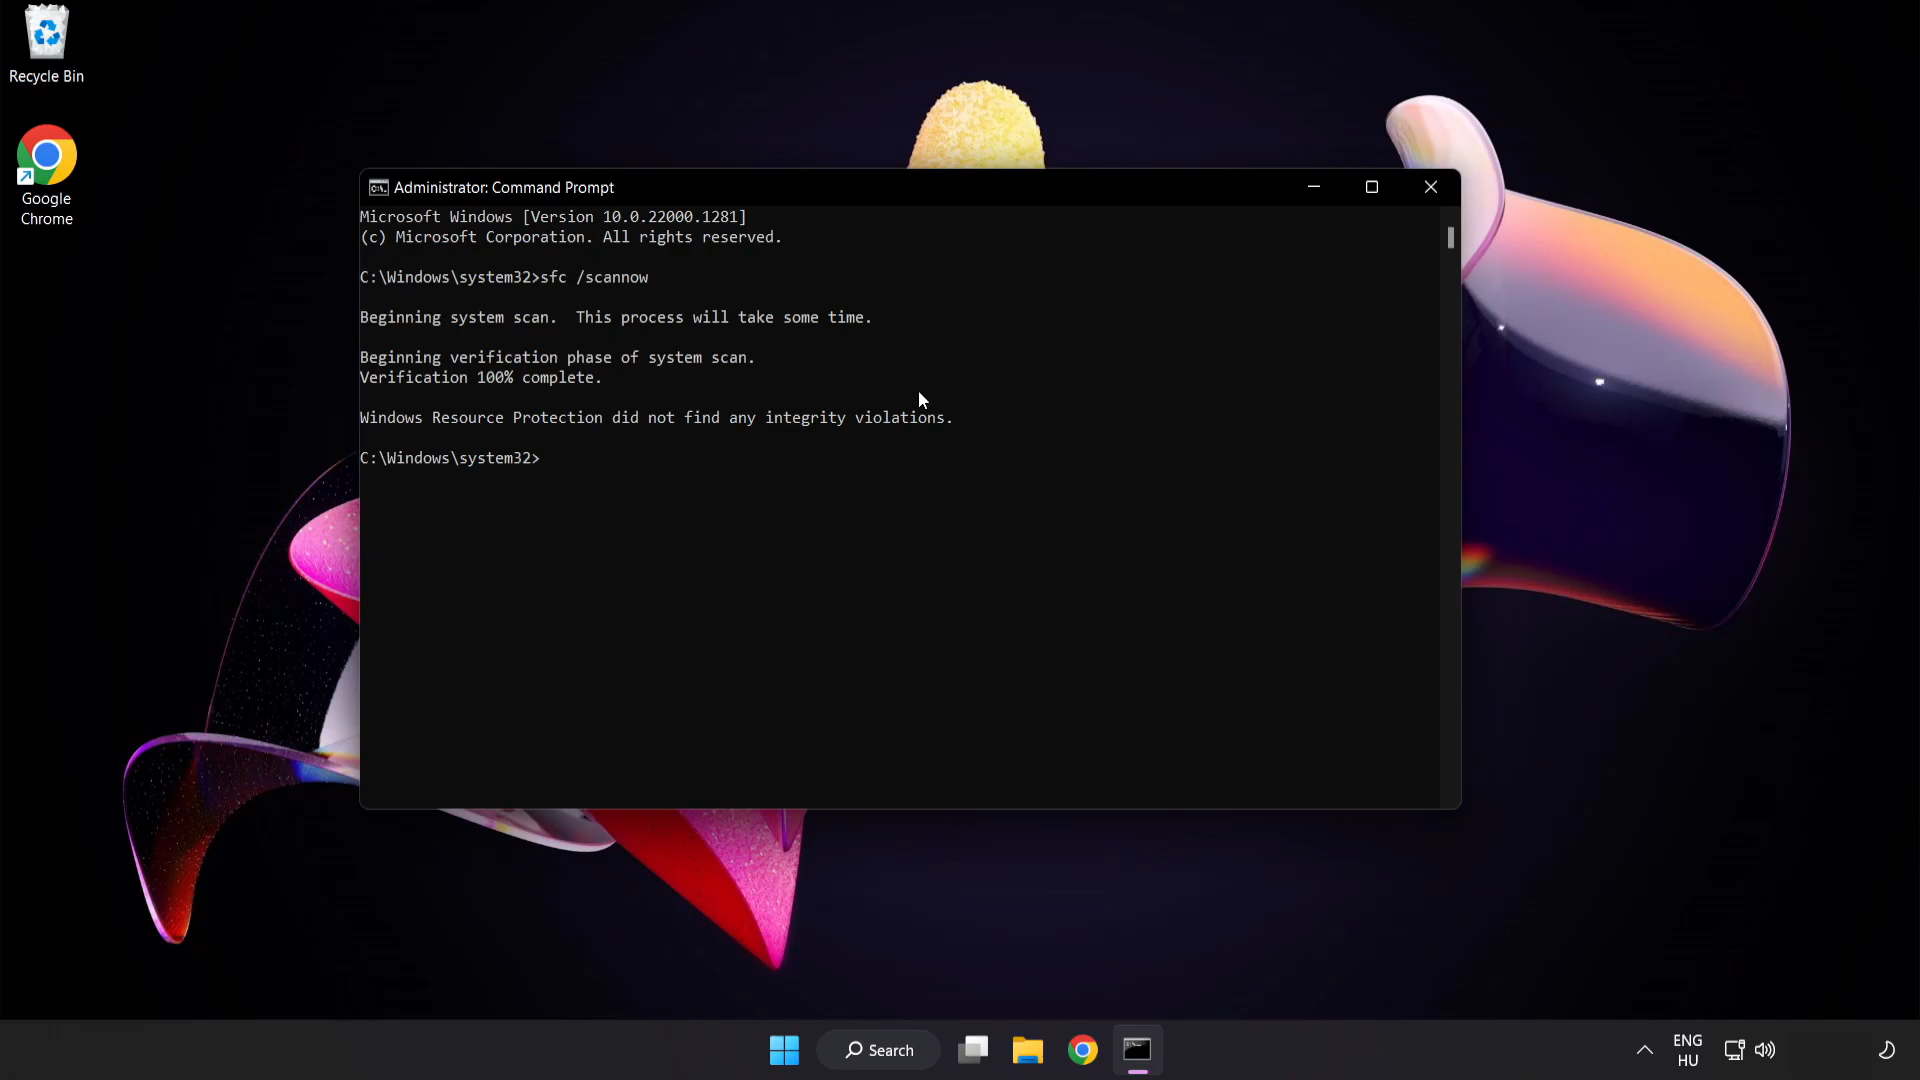 Recycle Bin
Google
Chrome
Administrator: Command Prompt
Microsoft Windows [Version 10.0.22000.1281]
(c) Microsoft Corporation. All rights reserved.
C:\Windows\system32>sfc /scannow
Beginning system scan.  This process will take some time.
Beginning verification phase of system scan.
Verification 100% complete.
Windows Resource Protection did not find any integrity violations.
C:\Windows\system32>
Search
ENG
HU